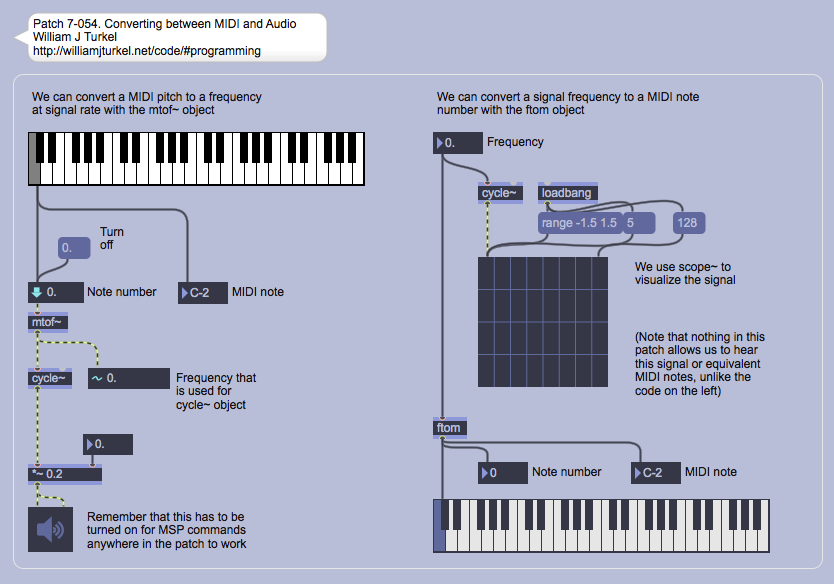 Patch 7-054. Converting between MIDI and Audio
William J Turkel
http://williamjturkel.net/code/#programming
We can convert a MIDI pitch to a frequency
at signal rate with the mtof~ object
Turn
off
0.
0.
Note number
C-2
MIDI note
mtof~
cycle~
0.
Frequency that
is used for
cycle~ object
0.
*~ 0.2
Remember that this has to be
turned on for MSP commands
anywhere in the patch to work
We can convert a signal frequency to a MIDI note
number with the ftom object
0.
Frequency
cycle~
loadbang
range -1.5 1.5
5
128
We use scope~ to
visualize the signal
(Note that nothing in this
patch allows us to hear
this signal or equivalent
MIDI notes, unlike the
code on the left)
ftom
0
Note number
C-2
MIDI note